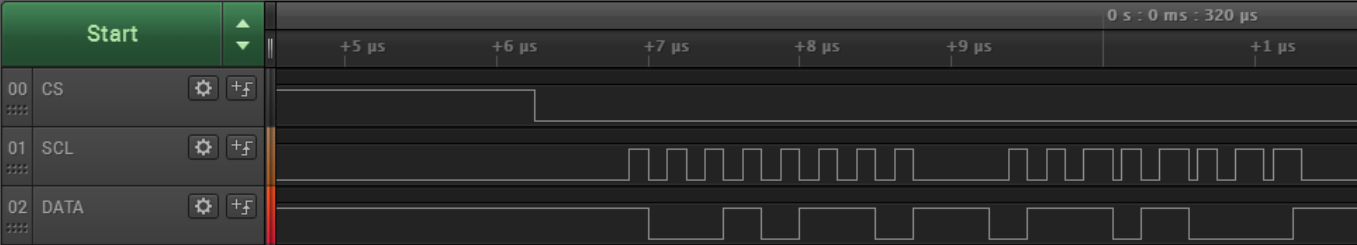 Start
0 s : 0 ms : 320 µs
+5 µs +6 µs +7 µs +8 µs +9 µs +1 µs
00 CS
01 SCL
02 DATA